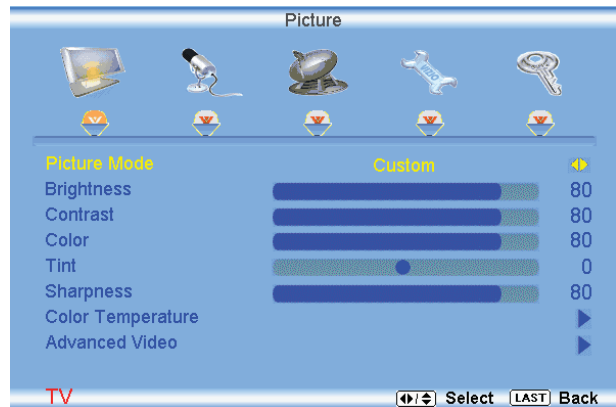 Picture
VIZIO
Picture Mode Custom
Brightness 80
Contrast 80
Color 80
Tint 0
Sharpness 80
Color Temperature
Advanced Video
TV Select LAST Back